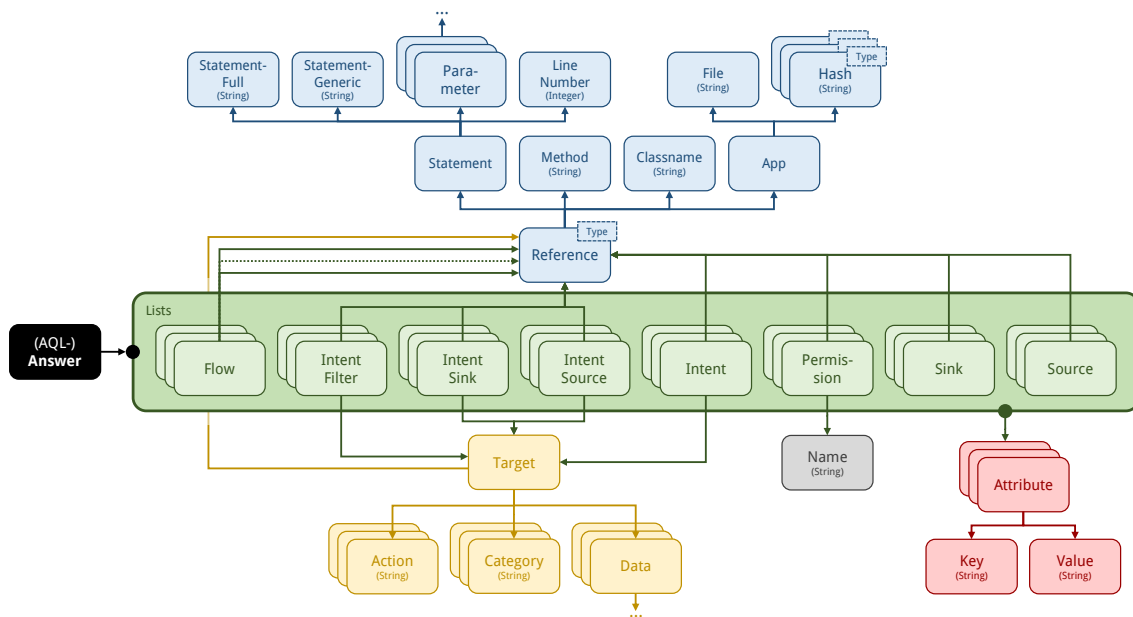 ...
Statement-
Full
(String)
Statement-
Generic
(String)
Para-
meter
Line
Number
(Integer)
File
(String)
Type
Hash
(String)
Statement
Method
(String)
Classname
(String)
App
Type
Reference
Lists
(AQL-)
Answer
Flow
Intent
Filter
Intent
Sink
Intent
Source
Intent
Permis-
sion
Sink
Source
Target
Name
(String)
Attribute
Action
(String)
Category
(String)
Data
Key
(String)
Value
(String)
...